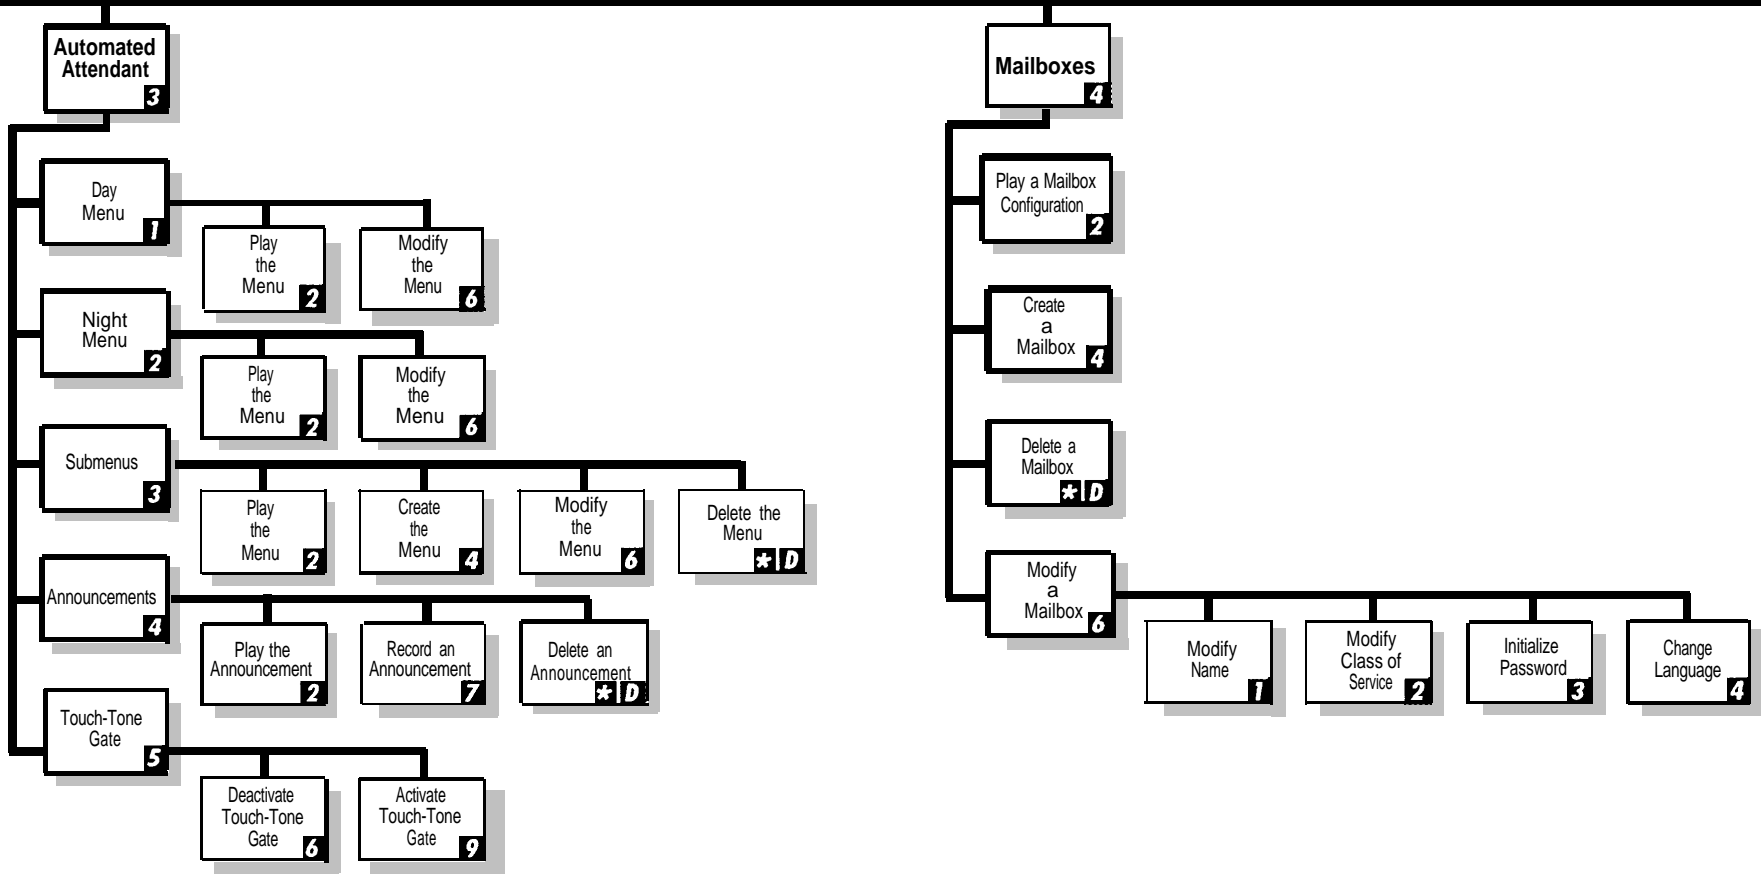 Automated
Attendant
3
Day
Menu
1
Play
the
Menu
2
Modify
the
Menu
6
Night
Menu
2
Play
the
Menu
2
Modify
the
Menu
6
Submenus
3
Play
the
Menu
2
Create
the
Menu
4
Modify
the
Menu
6
Delete the
Menu
*|D
Announcements
4
Play the
Announcement
2
Record an
Announcement
7
Delete an
Announcement
*|D
Touch-Tone
Gate
5
Deactivate
Touch-Tone
Gate
6
Activate
Touch-Tone
Gate
9
Mailboxes
4
Play a Mailbox
Configuration
2
Create
a
Mailbox
4
Delete a
Mailbox
*|D
Modify
a
Mailbox
6
Modify
Name
1
Modify
Class of
Service
2
Initialize
Password
3
Change
Language
4